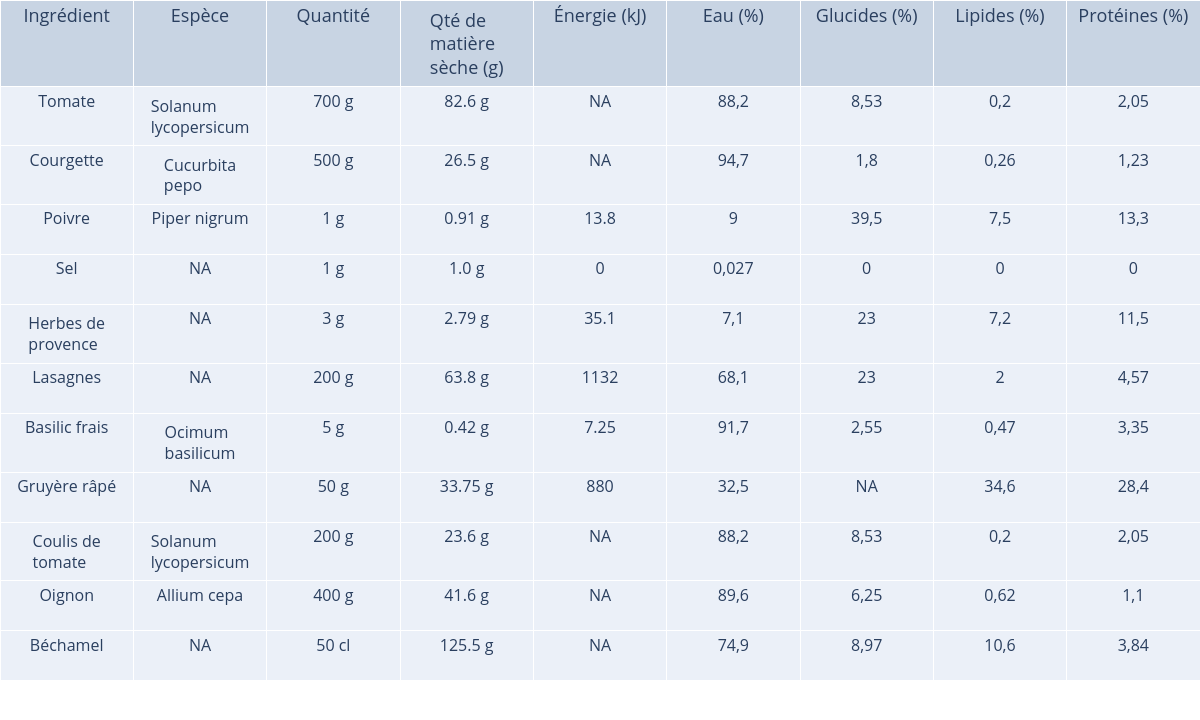 Ingrédient Espèce Quantité Qté de matière sèche (g) Énergie (kJ) Eau (%) Glucides (%) Lipides (%) Protéines (%)
Tomate Solanum lycopersicum 700 g 82.6 g NA 88,2 8,53 0,2 2,05
Courgette Cucurbita pepo 500 g 26.5 g NA 94,7 1,8 0,26 1,23
Poivre Piper nigrum 1 g 0.91 g 13.8 9 39,5 7,5 13,3
Sel NA 1 g 1.0 g 0 0,027 0 0 0
Herbes de provence NA 3 g 2.79 g 35.1 7,1 23 7,2 11,5
Lasagnes NA 200 g 63.8 g 1132 68,1 23 2 4,57
Basilic frais Ocimum basilicum 5 g 0.42 g 7.25 91,7 2,55 0,47 3,35
Gruyère râpé NA 50 g 33.75 g 880 32,5 NA 34,6 28,4
Coulis de tomate Solanum lycopersicum 200 g 23.6 g NA 88,2 8,53 0,2 2,05
Oignon Allium cepa 400 g 41.6 g NA 89,6 6,25 0,62 1,1
Béchamel NA 50 cl 125.5 g NA 74,9 8,97 10,6 3,84